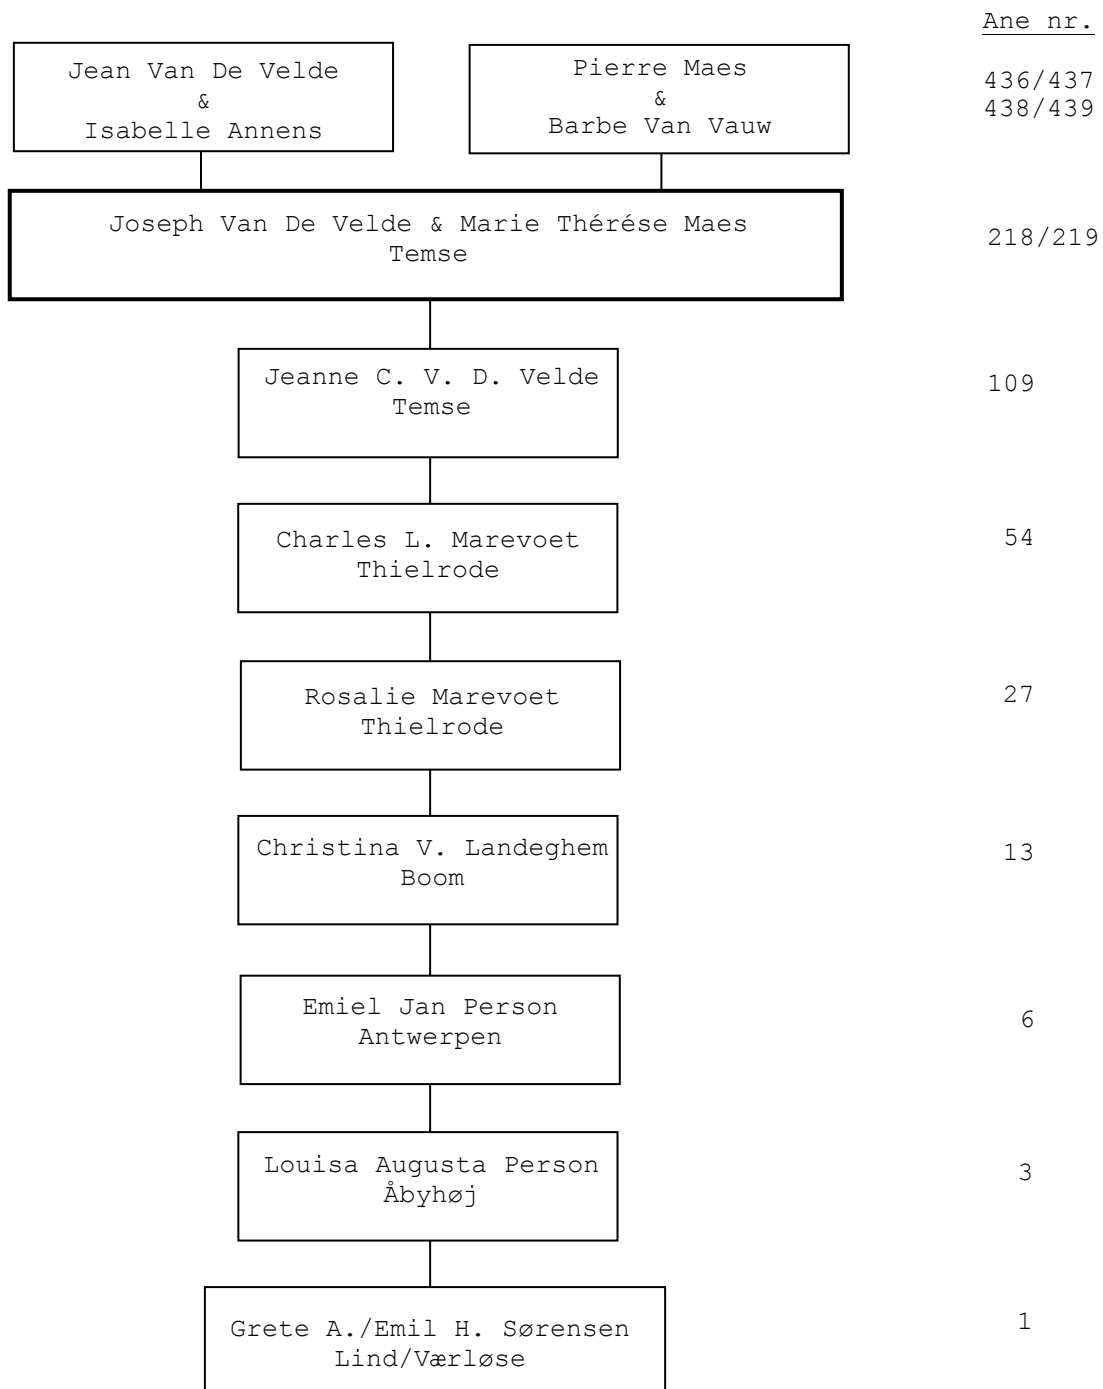 Ane nr.
Jean Van De Velde
&
Isabelle Annens
Pierre Maes
&
Barbe Van Vauw
436/437
438/439
Joseph Van De Velde & Marie Thérése Maes
Temse
218/219
Jeanne C. V. D. Velde
Temse
109
Charles L. Marevoet
Thielrode
54
Rosalie Marevoet
Thielrode
27
Christina V. Landeghem
Boom
13
Emiel Jan Person
Antwerpen
6
Louisa Augusta Person
Åbyhøj
3
Grete A./Emil H. Sørensen
Lind/Værløse
1